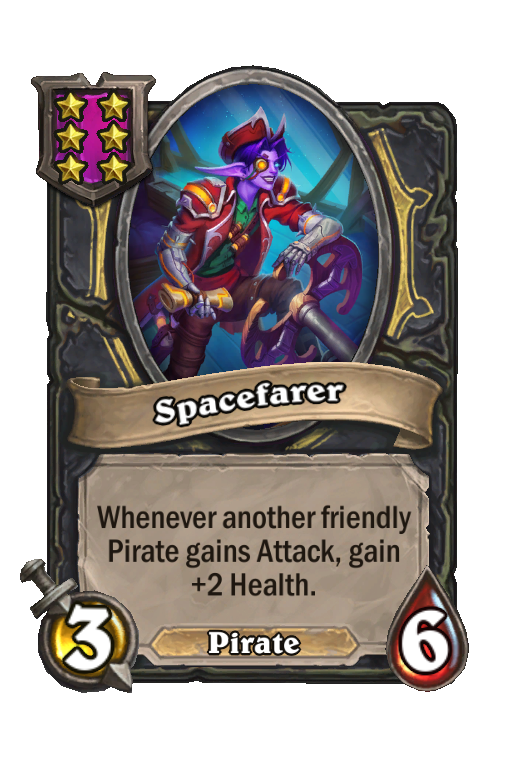 Spacefarer
Whenever another friendly
Pirate gains Attack, gain
+2 Health.
3
Pirate
6